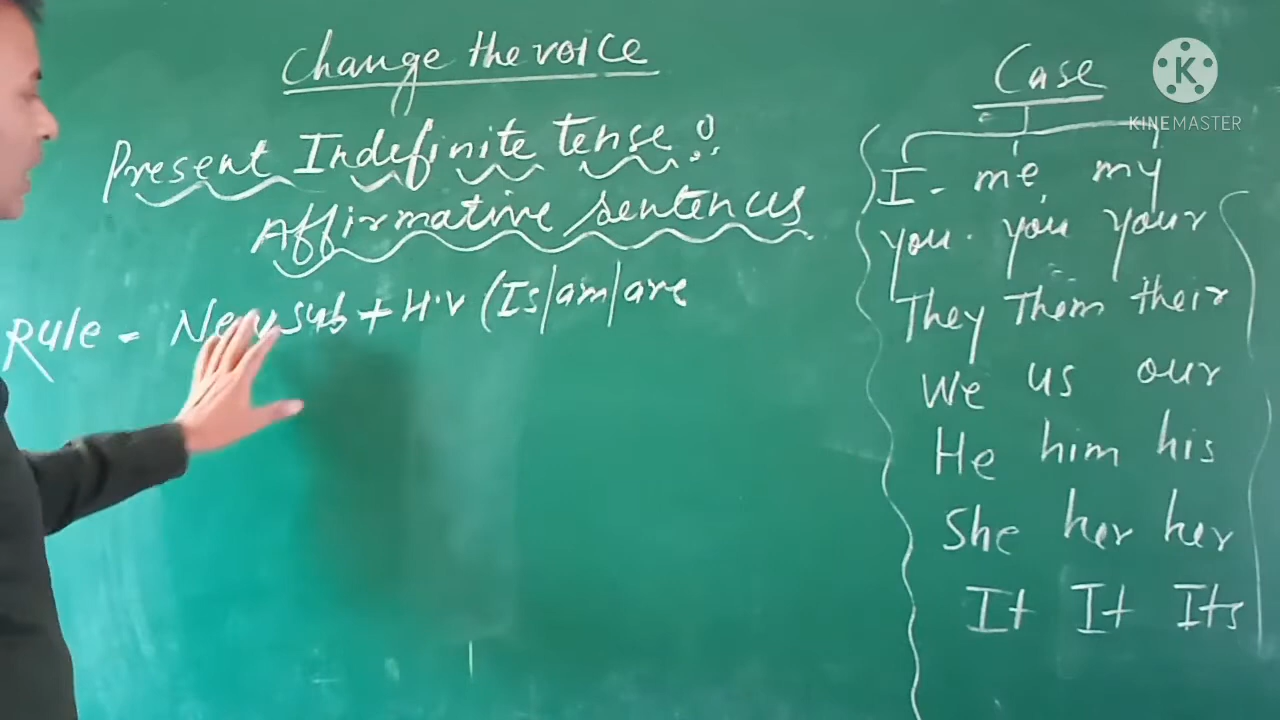 Change the voice
Present Indefinite tense :
Affirmative sentences
Rule - New sub + H.V (Is/am/are
Case
I - me my
you. you your
They Them their
We us our
He him his
She her her
It It Its
K
KINEMASTER